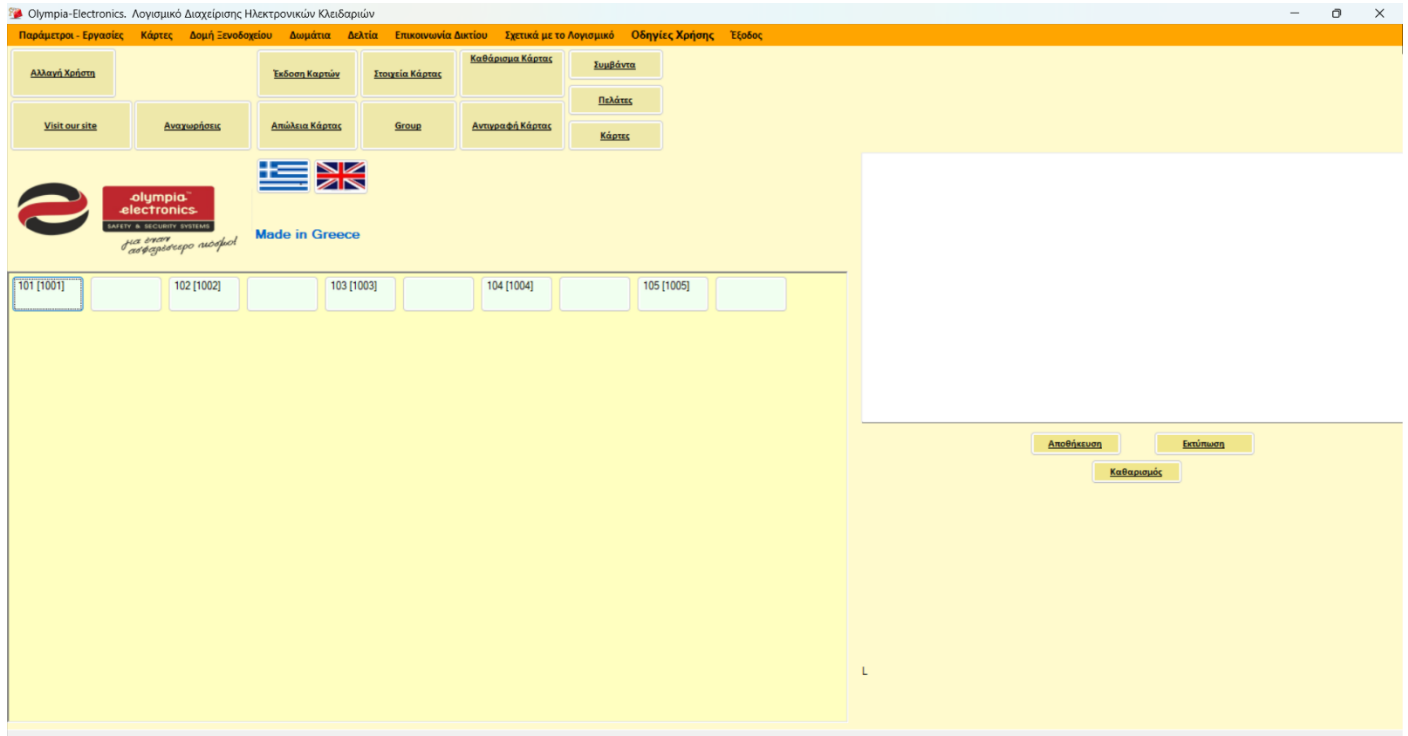 Olympia-Electronics. Λογισμικό Διαχείρισης Ηλεκτρονικών Κλειδαριών
Παράμετροι - Εργασίες Κάρτες Δομή Ξενοδοχείου Δωμάτια Δελτία Επικοινωνία Δικτίου Σχετικά με το Λογισμικό Οδηγίες Χρήσης Έξοδος
Αλλαγή Χρήστη Έκδοση Καρτών Στοιχεία Κάρτας Καθάρισμα Κάρτας Συμβάντα
Πελάτες
Visit our site Αναχωρήσεις Απώλεια Κάρτας Group Αντιγραφή Κάρτας Κάρτες
olympia™
electronics
SAFETY & SECURITY SYSTEMS
για έναν
ασφαλέστερο κόσμο!
Made in Greece
101 [1001] 102 [1002] 103 [1003] 104 [1004] 105 [1005]
Αποθήκευση Εκτύπωση
Καθαρισμός
L